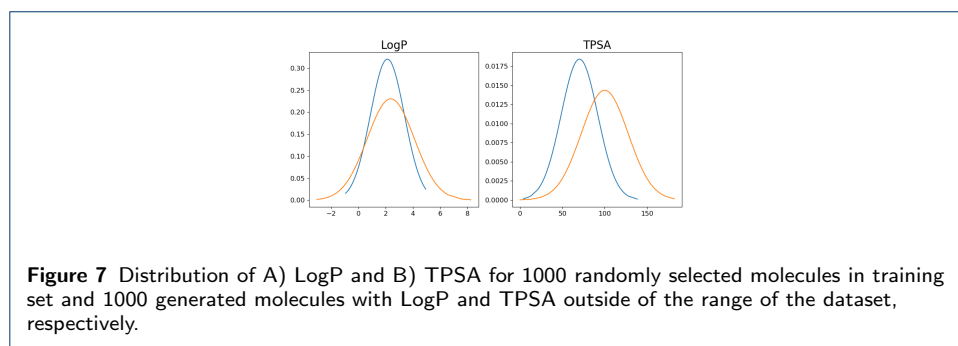 LogP
TPSA
0.30
0.25
0.20
0.15
0.10
0.05
0.00
−2 0 2 4 6 8
0.0175
0.0150
0.0125
0.0100
0.0075
0.0050
0.0025
0.0000
0 50 100 150
Figure 7 Distribution of A) LogP and B) TPSA for 1000 randomly selected molecules in training
set and 1000 generated molecules with LogP and TPSA outside of the range of the dataset,
respectively.